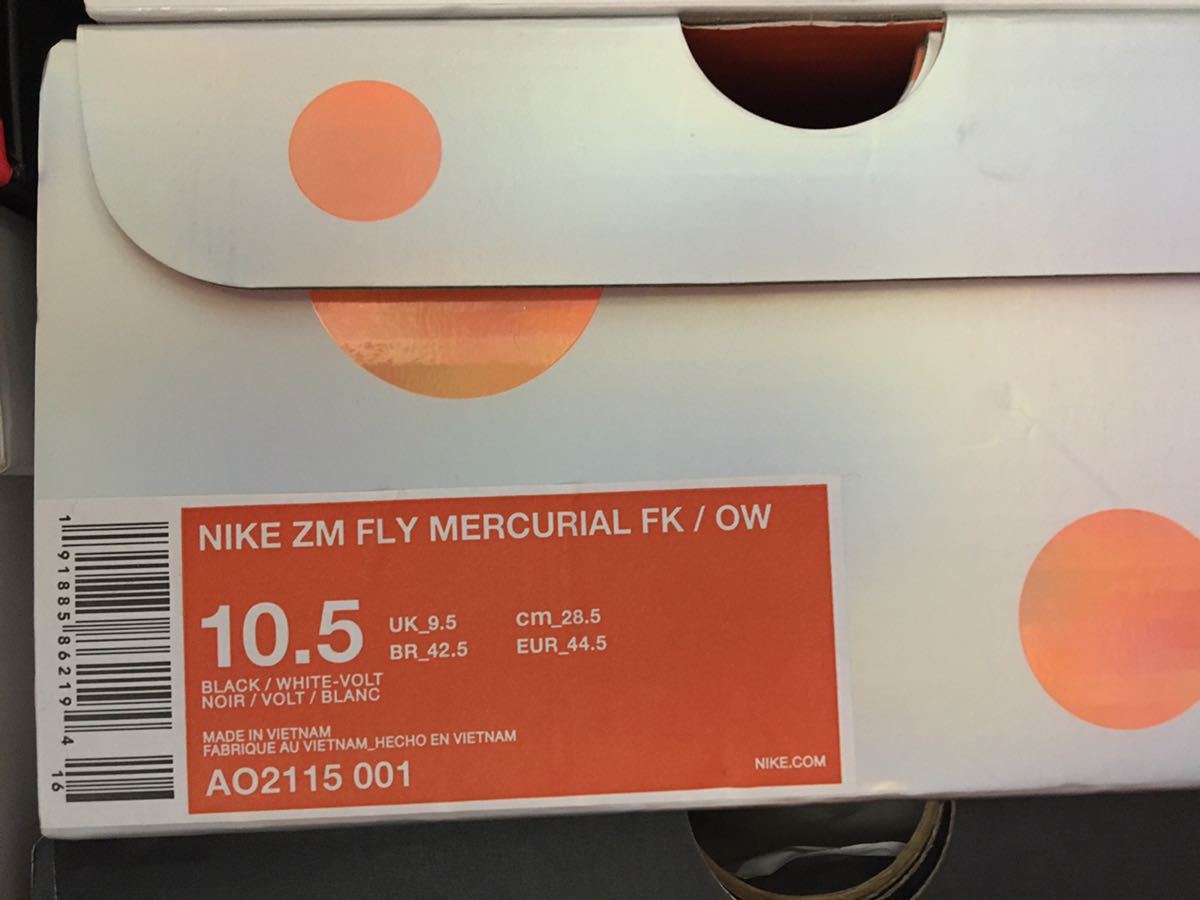 NIKE ZM FLY MERCURIAL FK / OW
10.5
UK_9.5 cm_28.5
BR_42.5 EUR_44.5
BLACK / WHITE-VOLT
NOIR / VOLT / BLANC
MADE IN VIETNAM
FABRIQUE AU VIETNAM_HECHO EN VIETNAM
AO2115 001
NIKE.COM
1 91885 86219 4 16